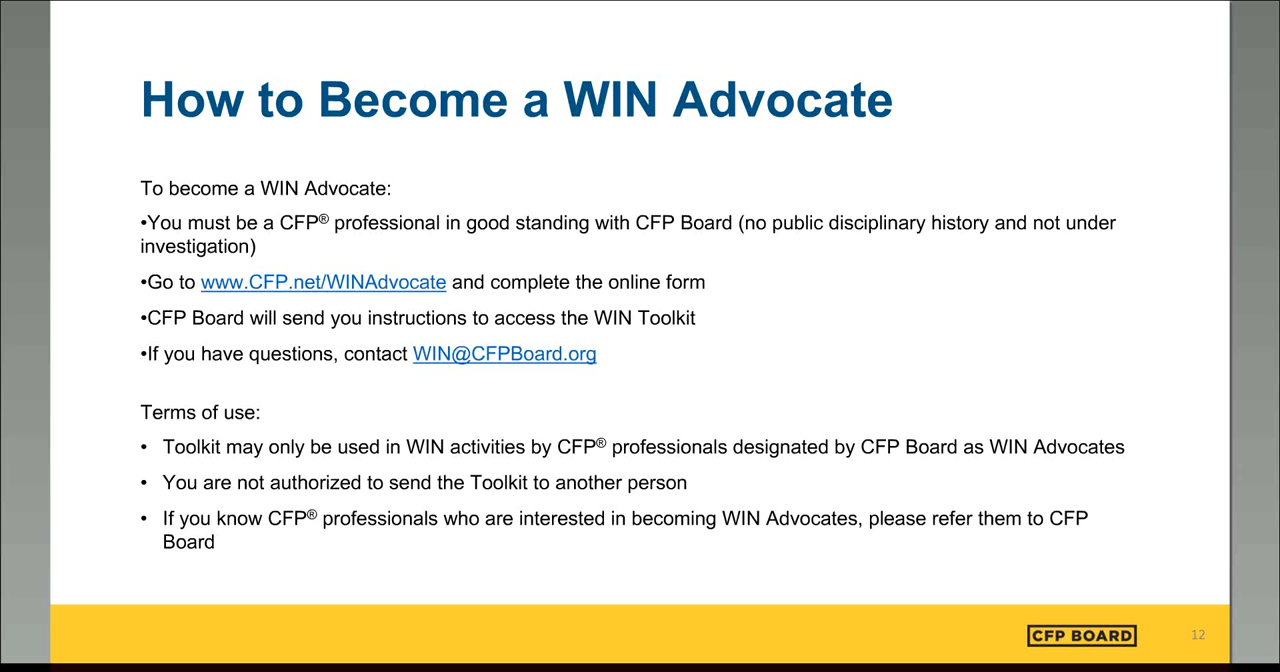 How to Become a WIN Advocate
To become a WIN Advocate:
•You must be a CFP® professional in good standing with CFP Board (no public disciplinary history and not under
investigation)
•Go to www.CFP.net/WINAdvocate and complete the online form
•CFP Board will send you instructions to access the WIN Toolkit
•If you have questions, contact WIN@CFPBoard.org
Terms of use:
• Toolkit may only be used in WIN activities by CFP® professionals designated by CFP Board as WIN Advocates
• You are not authorized to send the Toolkit to another person
• If you know CFP® professionals who are interested in becoming WIN Advocates, please refer them to CFP
Board
CFP BOARD 12